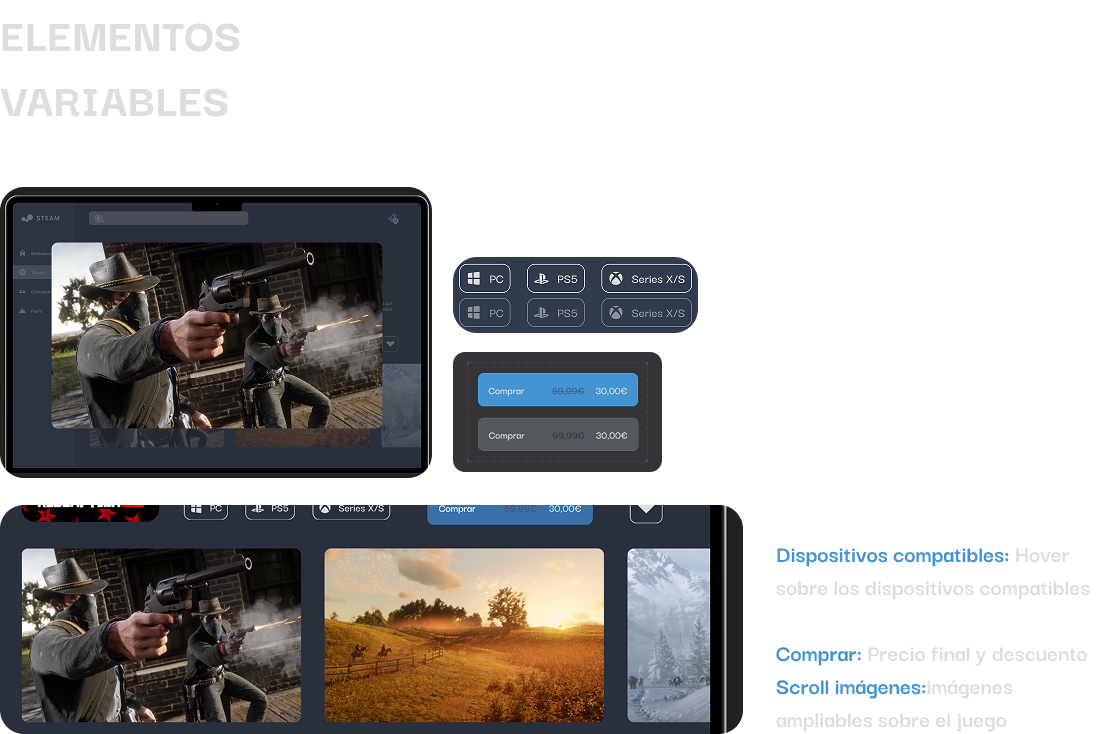 ELEMENTOS
VARIABLES
STEAM
PC PS5 Series X/S
PC PS5 Series X/S
Comprar 59,99€ 30,00€
Comprar 59,99€ 30,00€
PC PS5 Series X/S
Comprar 59,99€ 30,00€
Dispositivos compatibles: Hover
sobre los dispositivos compatibles
Comprar: Precio final y descuento
Scroll imágenes:imágenes
ampliables sobre el juego